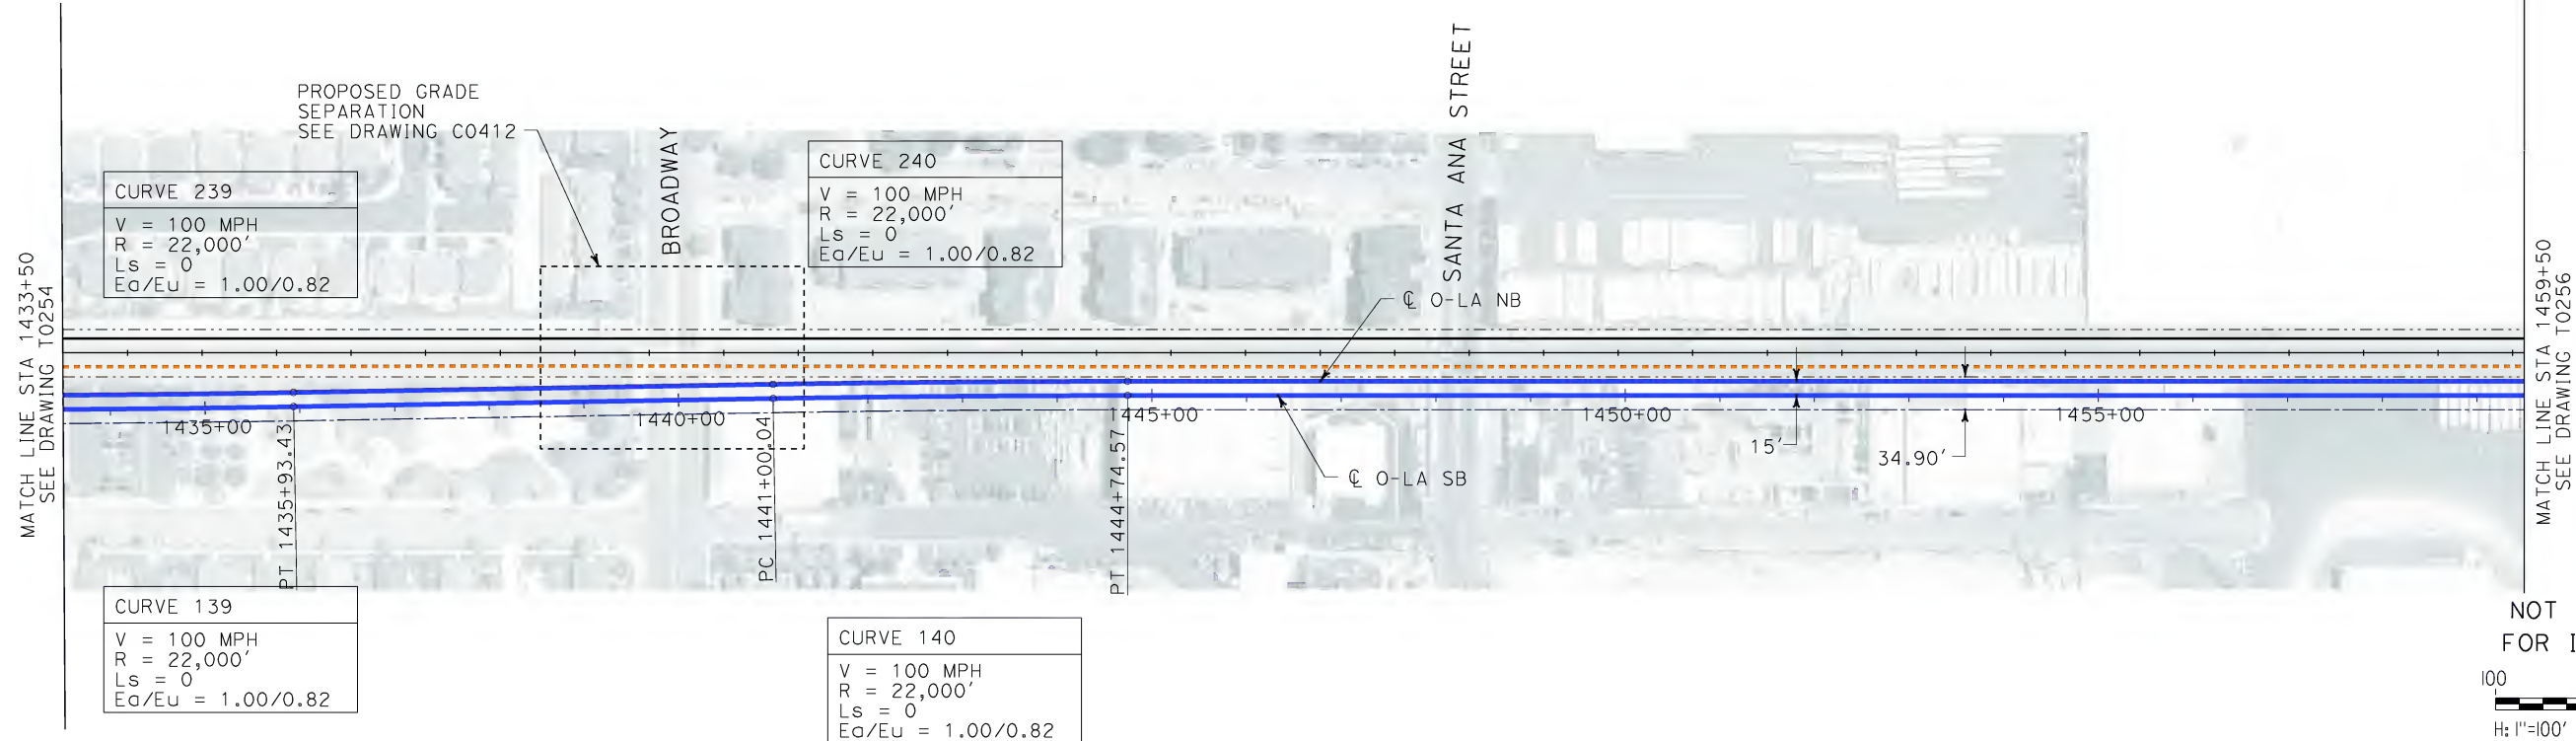 MATCH LINE STA 1433+50
SEE DRAWING T0254
PROPOSED GRADE
SEPARATION
SEE DRAWING C0412
BROADWAY
SANTA ANA STREET
CURVE 239
V = 100 MPH
R = 22,000'
Ls = 0
Ea/Eu = 1.00/0.82
CURVE 240
V = 100 MPH
R = 22,000'
Ls = 0
Ea/Eu = 1.00/0.82
℄ O-LA NB
1435+00
1440+00
1445+00
1450+00
1455+00
PT 1435+93.43
PC 1441+00.04
PT 1444+74.57
15'
34.90'
℄ O-LA SB
CURVE 139
V = 100 MPH
R = 22,000'
Ls = 0
Ea/Eu = 1.00/0.82
CURVE 140
V = 100 MPH
R = 22,000'
Ls = 0
Ea/Eu = 1.00/0.82
MATCH LINE STA 1459+50
SEE DRAWING T0256
NOT
FOR
100
H: 1"=100'